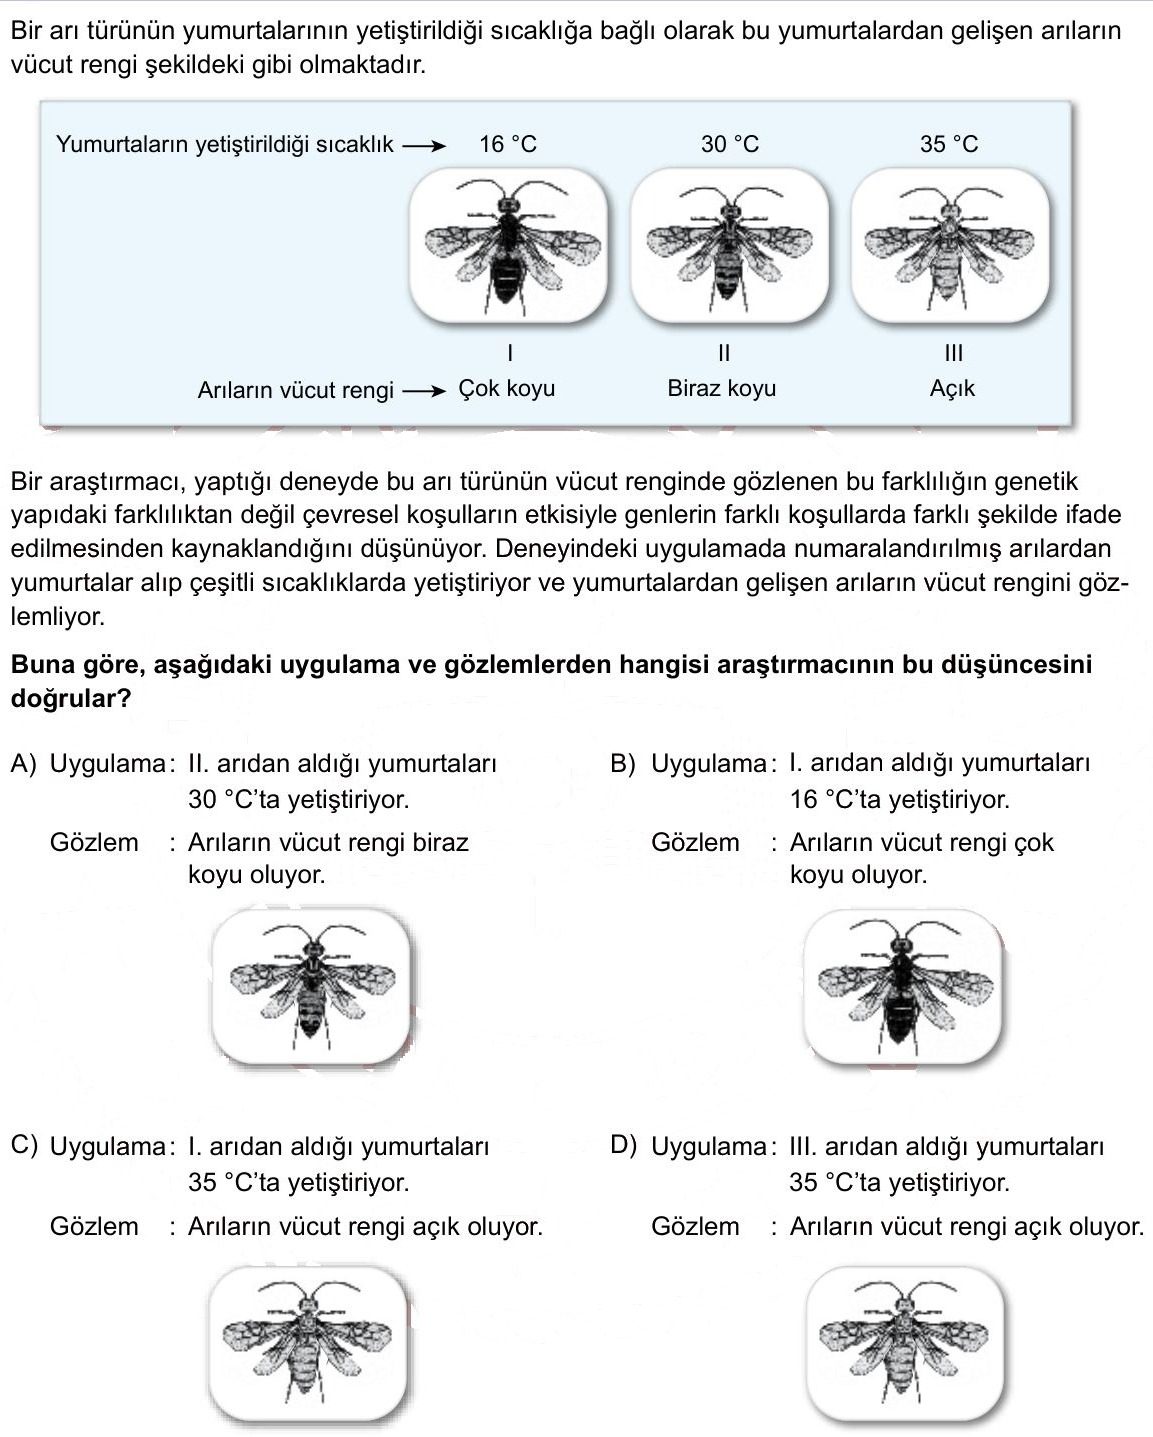 Bir arı türünün yumurtalarının yetiştirildiği sıcaklığa bağlı olarak bu yumurtalardan gelişen arıların
vücut rengi şekildeki gibi olmaktadır.
Yumurtaların yetiştirildiği sıcaklık → 16 °C 30 °C 35 °C
I II III
Arıların vücut rengi → Çok koyu Biraz koyu Açık
Bir araştırmacı, yaptığı deneyde bu arı türünün vücut renginde gözlenen bu farklılığın genetik
yapıdaki farklılıktan değil çevresel koşulların etkisiyle genlerin farklı koşullarda farklı şekilde ifade
edilmesinden kaynaklandığını düşünüyor. Deneyindeki uygulamada numaralandırılmış arılardan
yumurtalar alıp çeşitli sıcaklıklarda yetiştiriyor ve yumurtalardan gelişen arıların vücut rengini göz-
lemliyor.
Buna göre, aşağıdaki uygulama ve gözlemlerden hangisi araştırmacının bu düşüncesini
doğrular?
A) Uygulama : II. arıdan aldığı yumurtaları
30 °C'ta yetiştiriyor.
Gözlem : Arıların vücut rengi biraz
koyu oluyor.
B) Uygulama : I. arıdan aldığı yumurtaları
16 °C'ta yetiştiriyor.
Gözlem : Arıların vücut rengi çok
koyu oluyor.
C) Uygulama : I. arıdan aldığı yumurtaları
35 °C'ta yetiştiriyor.
Gözlem : Arıların vücut rengi açık oluyor.
D) Uygulama : III. arıdan aldığı yumurtaları
35 °C'ta yetiştiriyor.
Gözlem : Arıların vücut rengi açık oluyor.